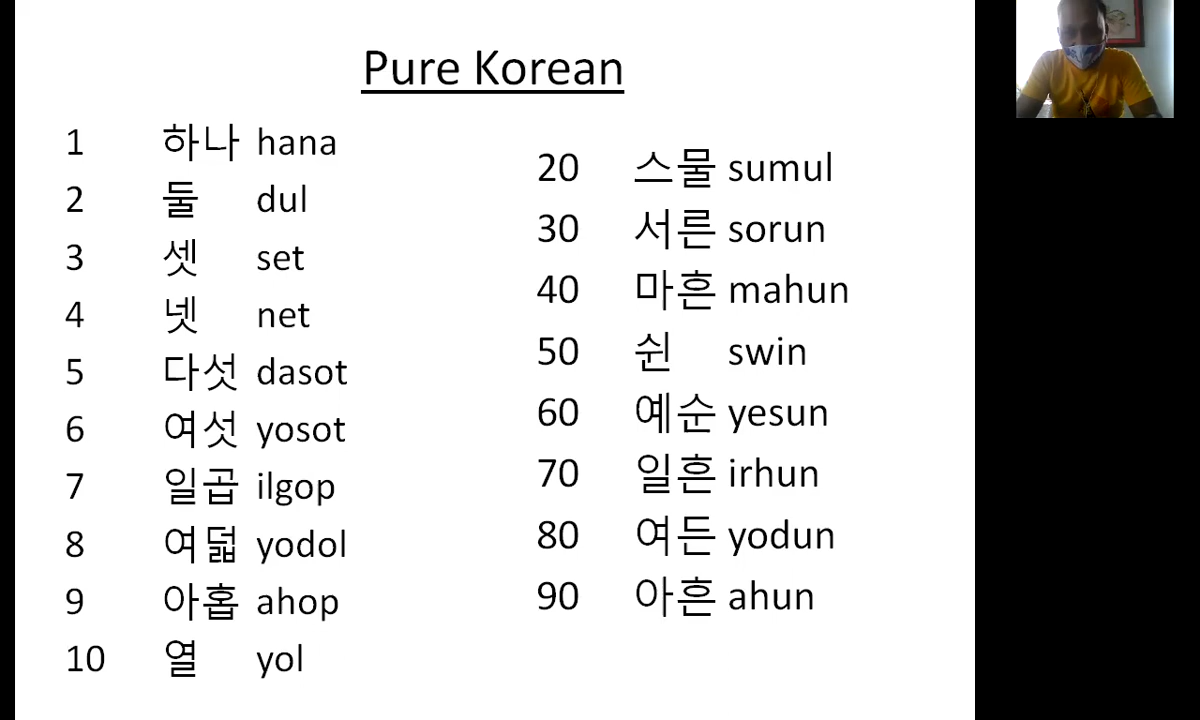 Pure Korean
1 하나 hana
2 둘 dul
3 셋 set
4 넷 net
5 다섯 dasot
6 여섯 yosot
7 일곱 ilgop
8 여덟 yodol
9 아홉 ahop
10 열 yol
20 스물 sumul
30 서른 sorun
40 마흔 mahun
50 쉰 swin
60 예순 yesun
70 일흔 irhun
80 여든 yodun
90 아흔 ahun